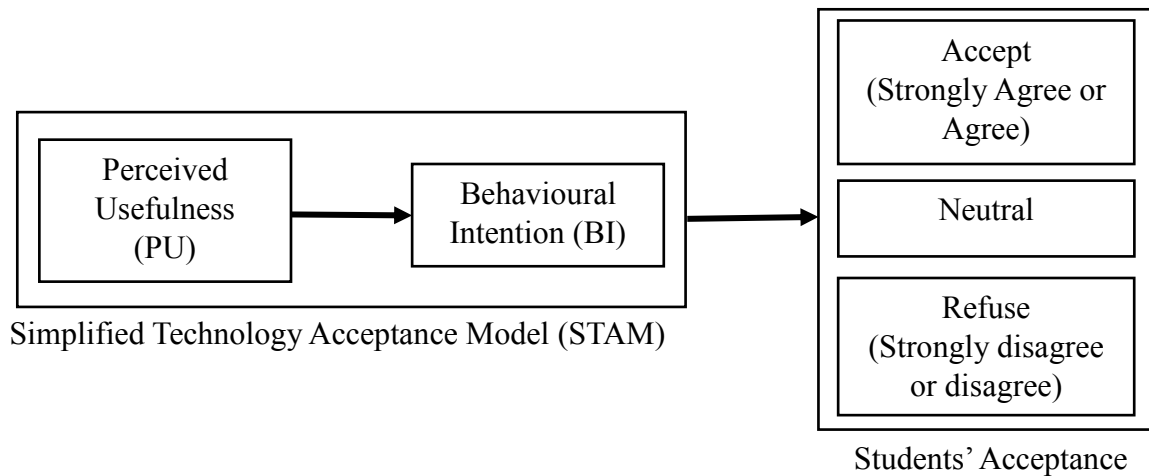 Perceived
Usefulness
(PU)
Behavioural
Intention (BI)
Simplified Technology Acceptance Model (STAM)
Accept
(Strongly Agree or
Agree)
Neutral
Refuse
(Strongly disagree
or disagree)
Students’ Acceptance